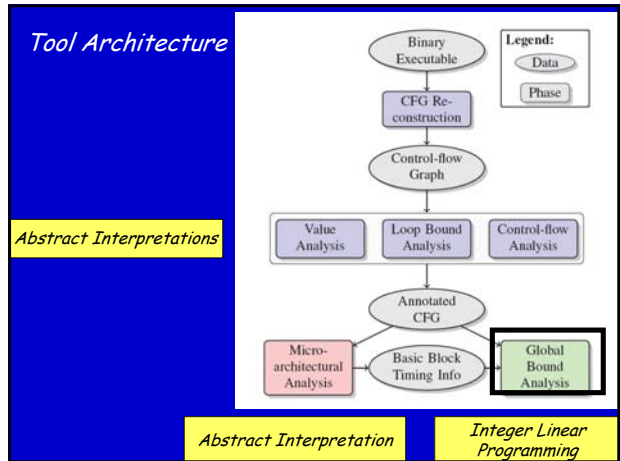 Tool Architecture
Binary
Executable
Legend:
Data
Phase
CFG Re-
construction
Control-flow
Graph
Abstract Interpretations
Value
Analysis
Loop Bound
Analysis
Control-flow
Analysis
Annotated
CFG
Micro-
architectural
Analysis
Basic Block
Timing Info
Global
Bound
Analysis
Abstract Interpretation
Integer Linear
Programming